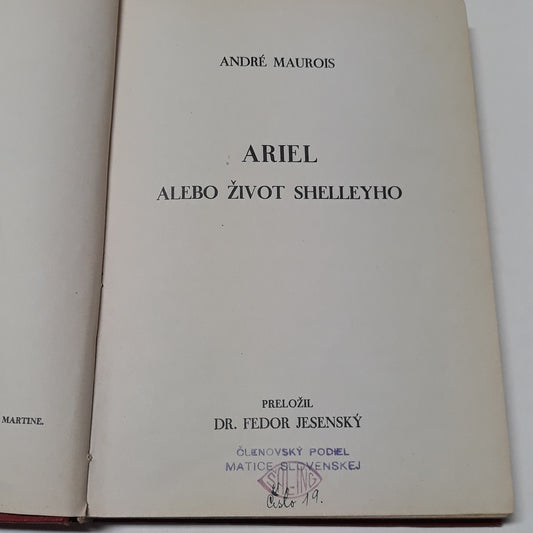 ANDRÉ MAUROIS
ARIEL
ALEBO ŽIVOT SHELLEYHO
PRELOŽIL
DR. FEDOR JESENSKÝ
MARTINE.
ČLENOVSKÝ PODIEL
MATICE SLOVENSKEJ
Čislo 19.